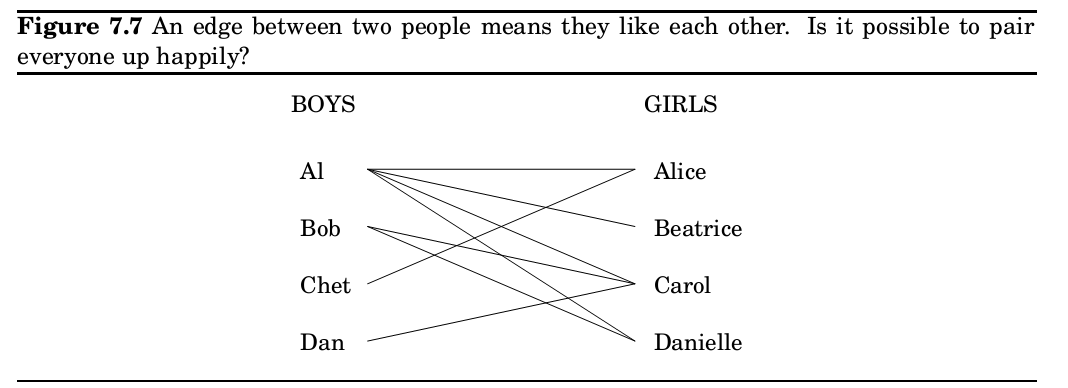 Figure 7.7 An edge between two people means they like each other. Is it possible to pair
everyone up happily?
BOYS GIRLS
Al Alice
Bob Beatrice
Chet Carol
Dan Danielle